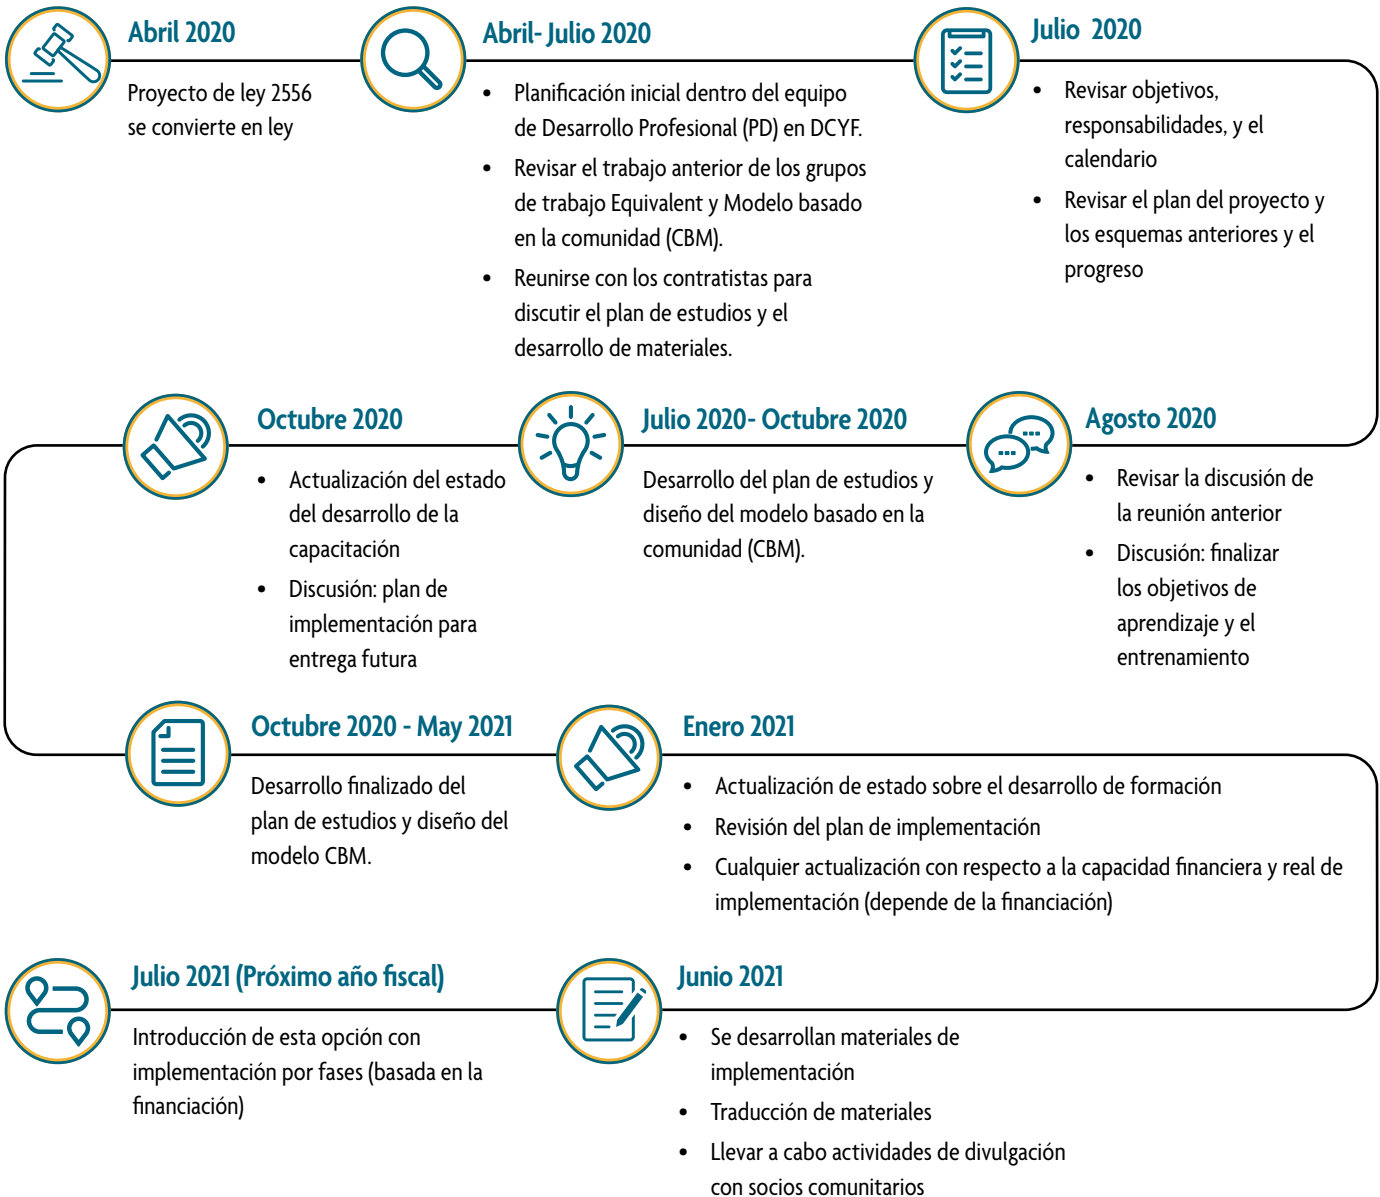 Abril 2020
Proyecto de ley 2556
se convierte en ley
Abril- Julio 2020
• Planificación inicial dentro del equipo
de Desarrollo Profesional (PD) en DCYF.
• Revisar el trabajo anterior de los grupos
de trabajo Equivalent y Modelo basado
en la comunidad (CBM).
• Reunirse con los contratistas para
discutir el plan de estudios y el
desarrollo de materiales.
Julio 2020
• Revisar objetivos,
responsabilidades, y el
calendario
• Revisar el plan del proyecto y
los esquemas anteriores y el
progreso
Agosto 2020
• Revisar la discusión de
la reunión anterior
• Discusión: finalizar
los objetivos de
aprendizaje y el
entrenamiento
Julio 2020- Octubre 2020
Desarrollo del plan de estudios y
diseño del modelo basado en la
comunidad (CBM).
Octubre 2020
• Actualización del estado
del desarrollo de la
capacitación
• Discusión: plan de
implementación para
entrega futura
Octubre 2020 - May 2021
Desarrollo finalizado del
plan de estudios y diseño del
modelo CBM.
Enero 2021
• Actualización de estado sobre el desarrollo de formación
• Revisión del plan de implementación
• Cualquier actualización con respecto a la capacidad financiera y real de
implementación (depende de la financiación)
Junio 2021
• Se desarrollan materiales de
implementación
• Traducción de materiales
• Llevar a cabo actividades de divulgación
con socios comunitarios
Julio 2021 (Próximo año fiscal)
Introducción de esta opción con
implementación por fases (basada en la
financiación)